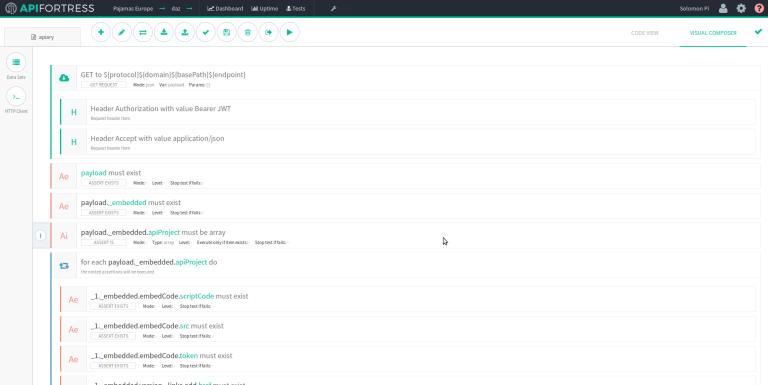 APIFORTRESS
Pajamas Europe → daz → Dashboard Uptime Tests
Solomon Pi
apiary
CODE VIEW VISUAL COMPOSER
Data Sets
HTTP Client
GET to ${protocol}${domain}${basePath}${endpoint}
GET REQUEST Mode: json Var: payload Params: []
H Header Authorization with value Bearer JWT
Request header item
H Header Accept with value application/json
Request header item
Ae payload must exist
ASSERT EXISTS Mode: Level: Stop test if fails:
Ae payload._embedded must exist
ASSERT EXISTS Mode: Level: Stop test if fails:
Ai payload._embedded.apiProject must be array
ASSERT IS Mode: Type: array Level: Execute only if item exists: Stop test if fails:
for each payload._embedded.apiProject do
the nested assertions will be executed
Ae _1._embedded.embedCode.scriptCode must exist
ASSERT EXISTS Mode: Level: Stop test if fails:
Ae _1._embedded.embedCode.src must exist
ASSERT EXISTS Mode: Level: Stop test if fails:
Ae _1._embedded.embedCode.token must exist
ASSERT EXISTS Mode: Level: Stop test if fails: